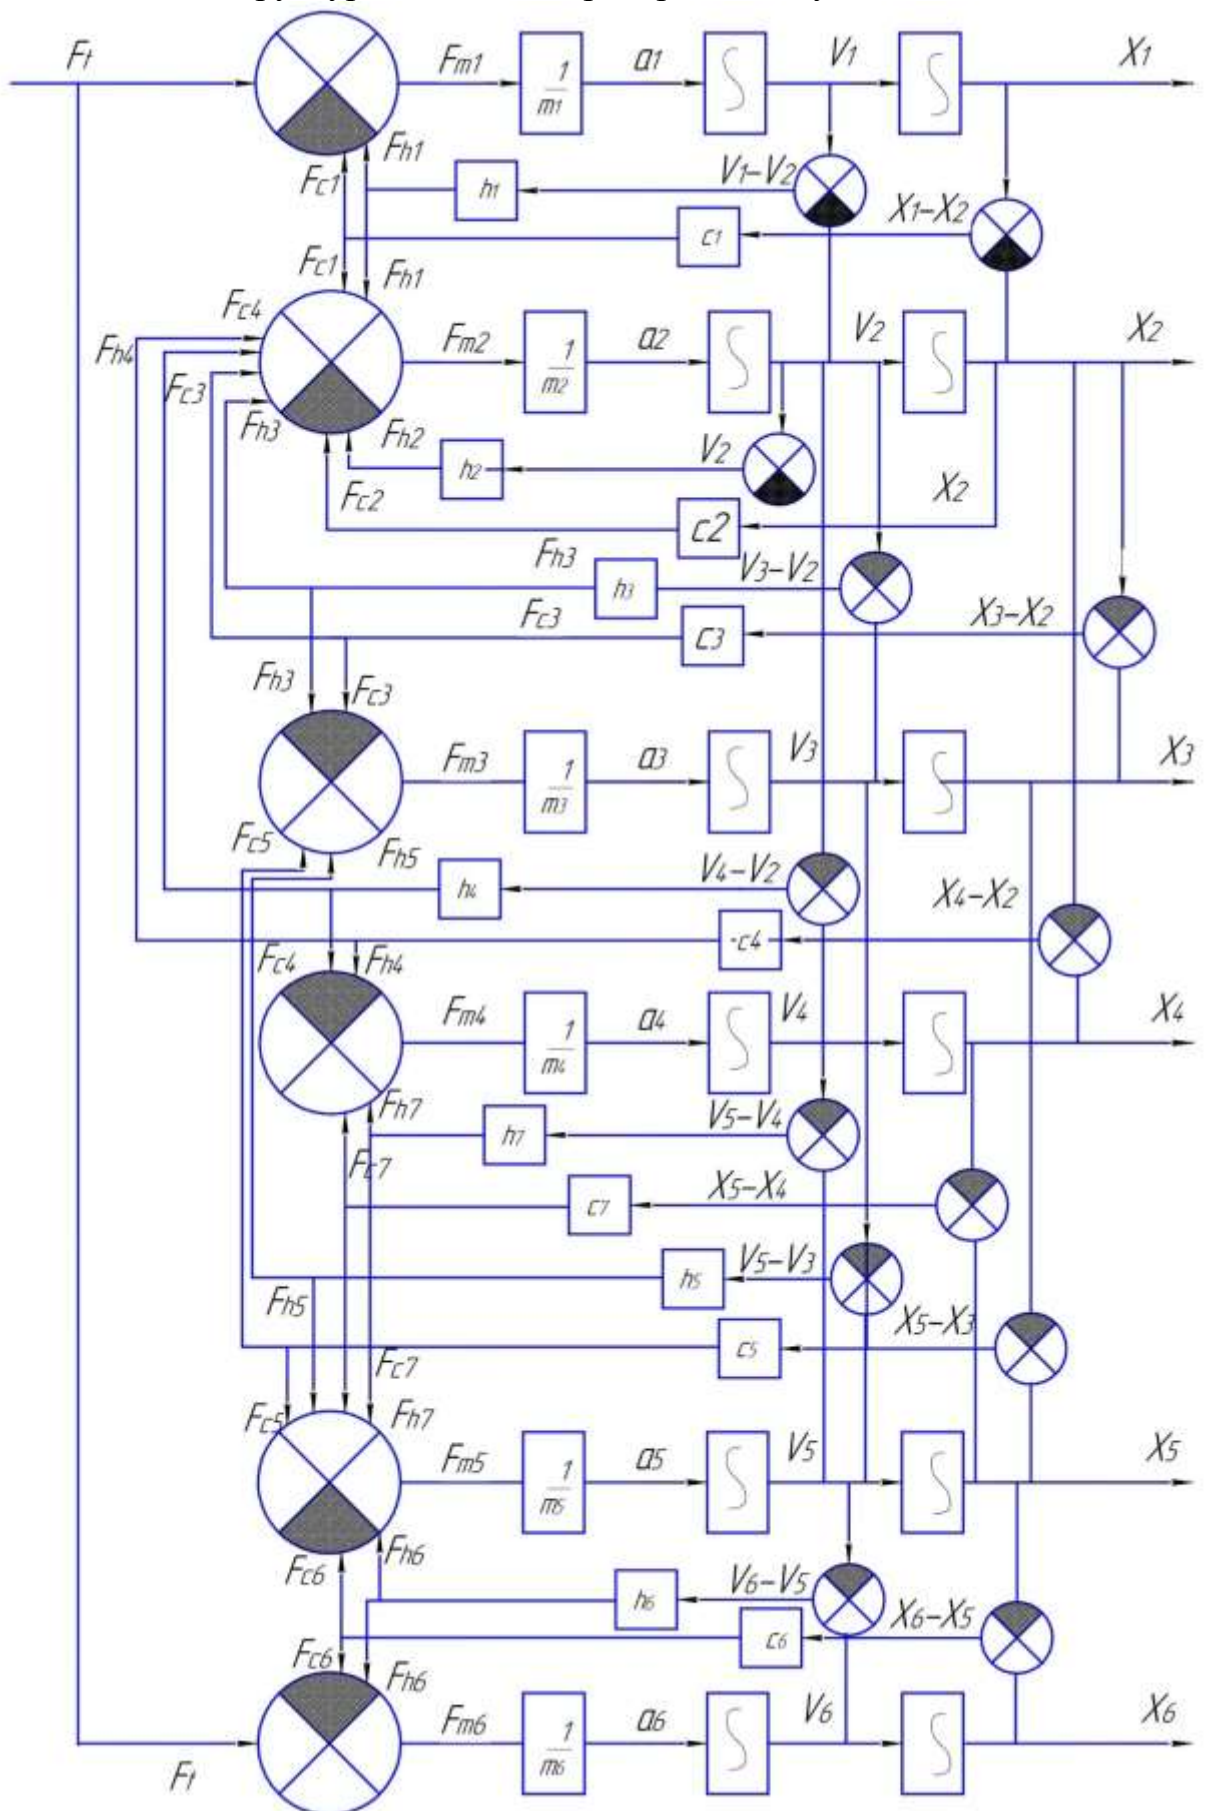 Ft Fm1 1/m1 a1 V1 X1
Fh1
Fc1
h1 V1-V2
c1 X1-X2
Fc1
Fh1
Fc4
Fh4
Fm2 1/m2 a2 V2 X2
Fc3
Fh3
Fh2
h2 V2
Fc2
c2 X2
Fh3
h3 V3-V2
Fc3
c3 X3-X2
Fh3
Fc3
Fm3 1/m3 a3 V3 X3
Fc5
Fh5
h4 V4-V2
-c4 X4-X2
Fc4
Fh4
Fm4 1/m4 a4 V4 X4
Fh7
h7 V5-V4
Fc7
c7 X5-X4
h5 V5-V3
Fh5
c5 X5-X3
Fc7
Fc5
Fh7
Fm5 1/m5 a5 V5 X5
Fh6
Fc6
h6 V6-V5
c6 X6-X5
Fc6
Fh6
Fm6 1/m6 a6 V6 X6
Ft